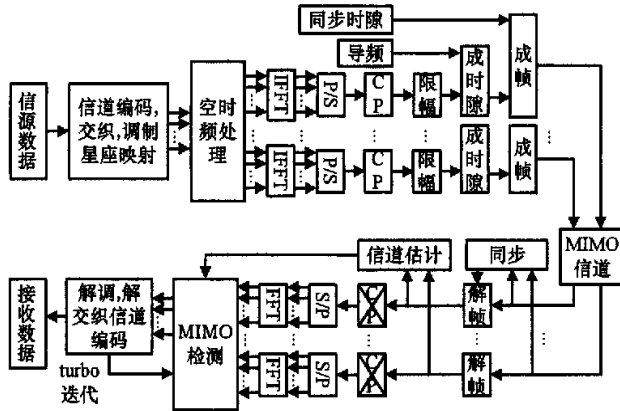 同步时隙
导频
信源数据
信道编码,
交织,调制
星座映射
空时
频处
理
IFFT
P/S
CP
限幅
成时隙
成帧
IFFT
P/S
CP
限幅
成时隙
成帧
MIMO
信道
信道估计
同步
接收数据
解调,解
交织信道
编码
MIMO
检测
FFT
S/P
CP
解帧
FFT
S/P
CP
解帧
turbo
迭代